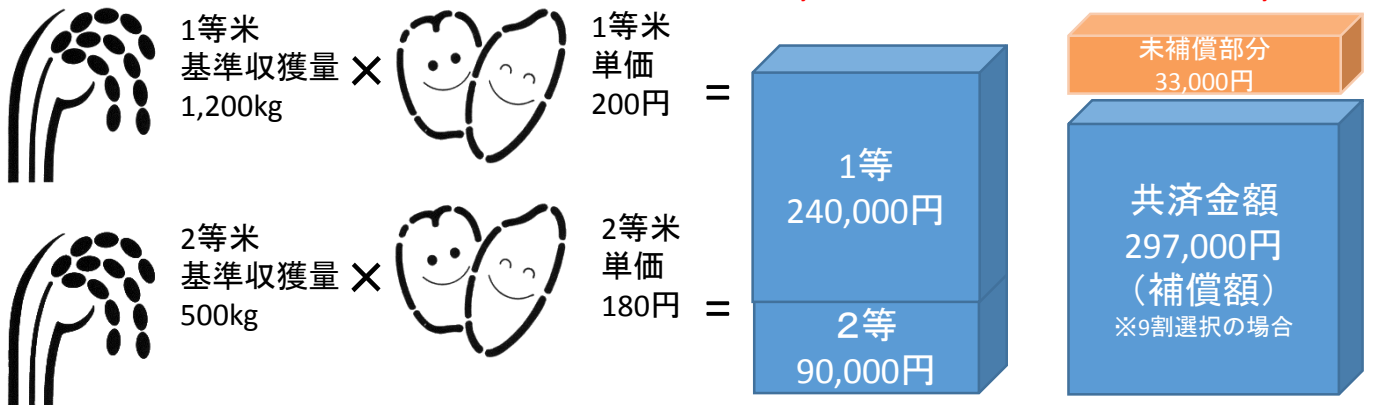 1等米
基準収獲量
1,200kg
×
1等米
単価
200円
=
2等米
基準収獲量
500kg
×
2等米
単価
180円
=
1等
240,000円
２等
90,000円
未補償部分
33,000円
共済金額
297,000円
（補償額）
※9割選択の場合